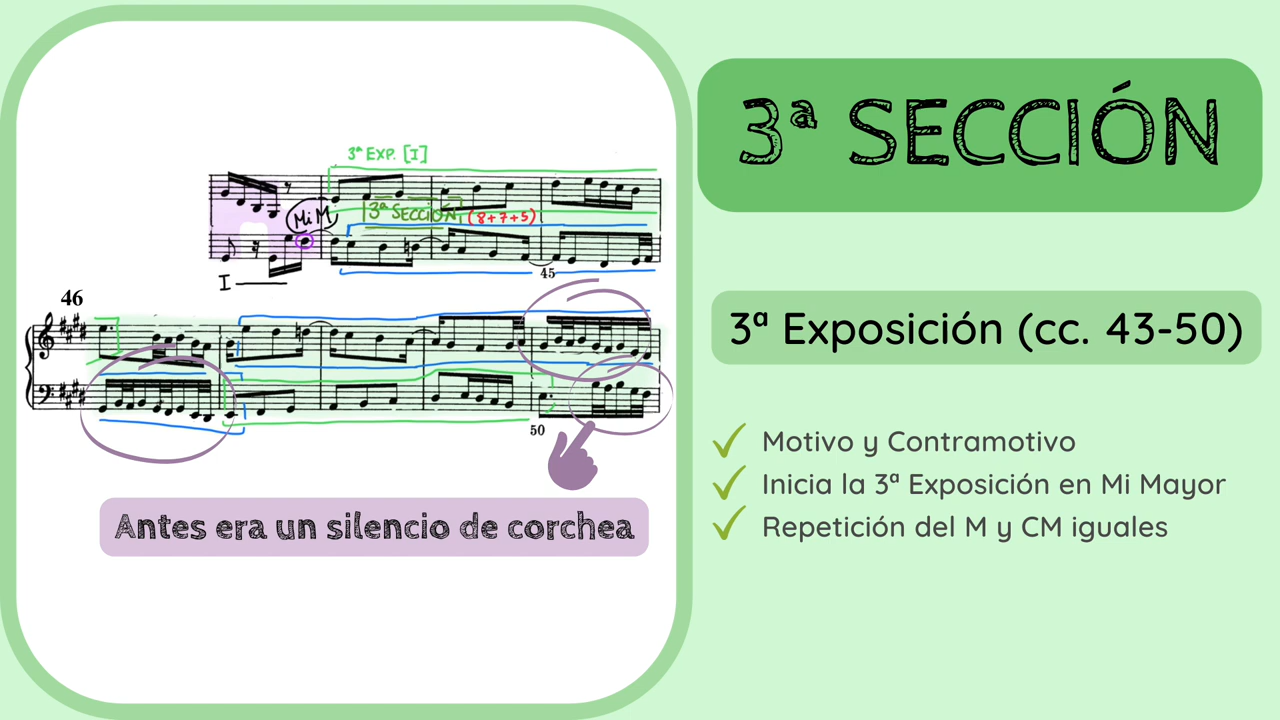 3ª EXP. [I]
Mi M
3ª SECCIÓN (8+7+5)
45
I
46
50
Antes era un silencio de corchea
3ª SECCIÓN
3ª Exposición (cc. 43-50)
Motivo y Contramotivo
Inicia la 3ª Exposición en Mi Mayor
Repetición del M y CM iguales